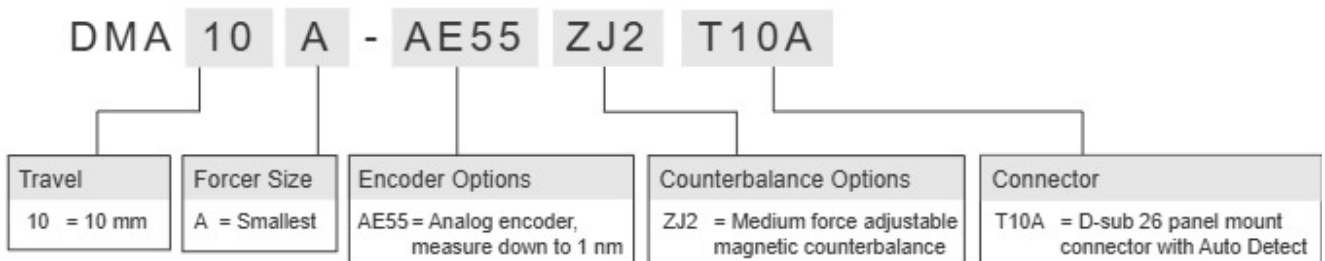 DMA 10 A - AE55 ZJ2 T10A
Travel
10 = 10 mm
Forcer Size
A = Smallest
Encoder Options
AE55 = Analog encoder,
measure down to 1 nm
Counterbalance Options
ZJ2 = Medium force adjustable
magnetic counterbalance
Connector
T10A = D-sub 26 panel mount
connector with Auto Detect